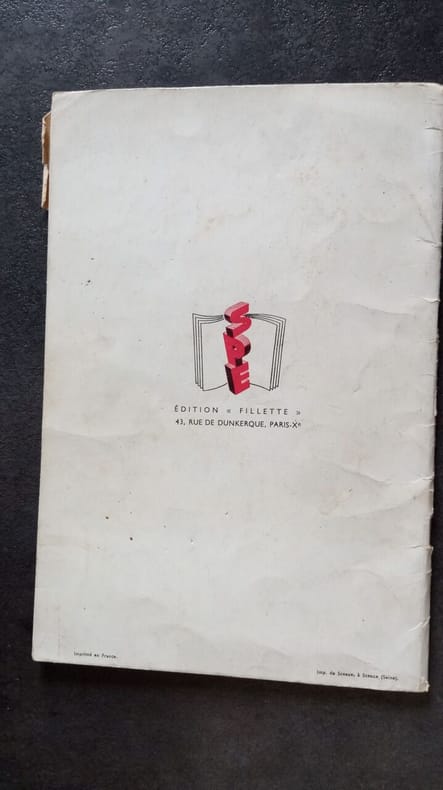 SPE
ÉDITION « FILLETTE »
43, RUE DE DUNKERQUE, PARIS-Xᵉ
Imprimé en France.
Imp. de Sceaux, à Sceaux (Seine).